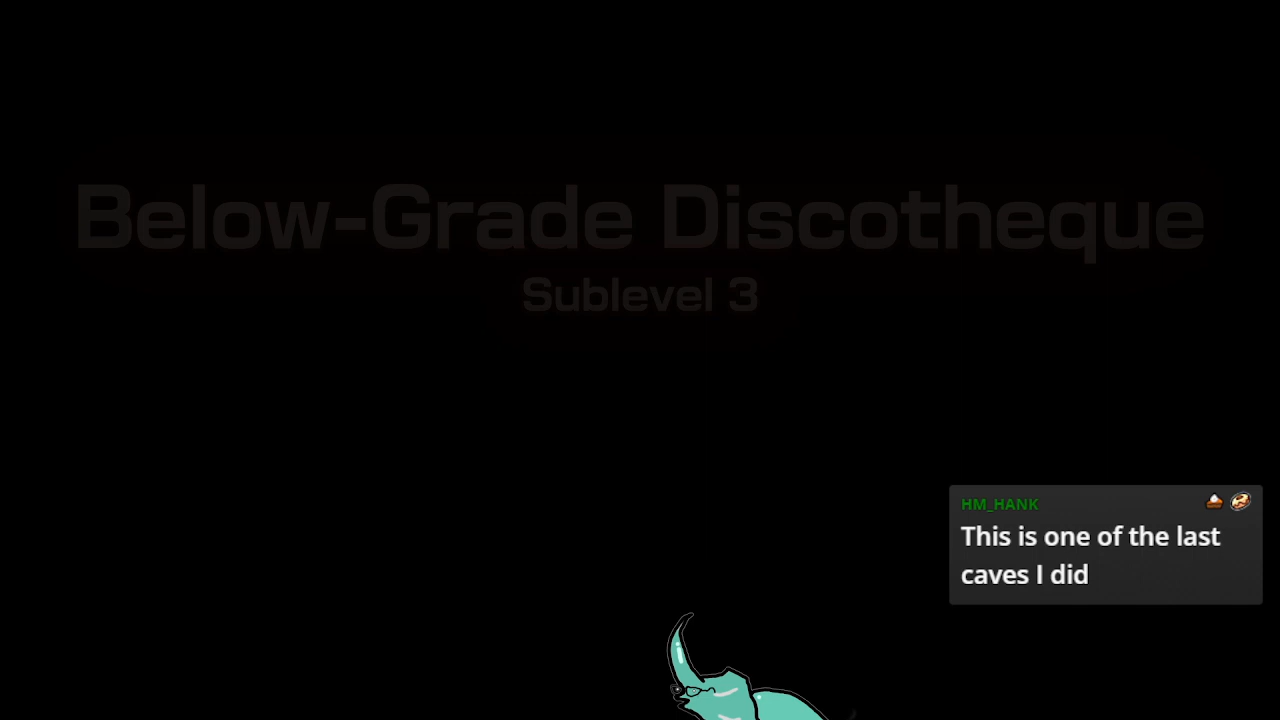 Below-Grade Discotheque
Sublevel 3
HM_HANK
This is one of the last
caves I did